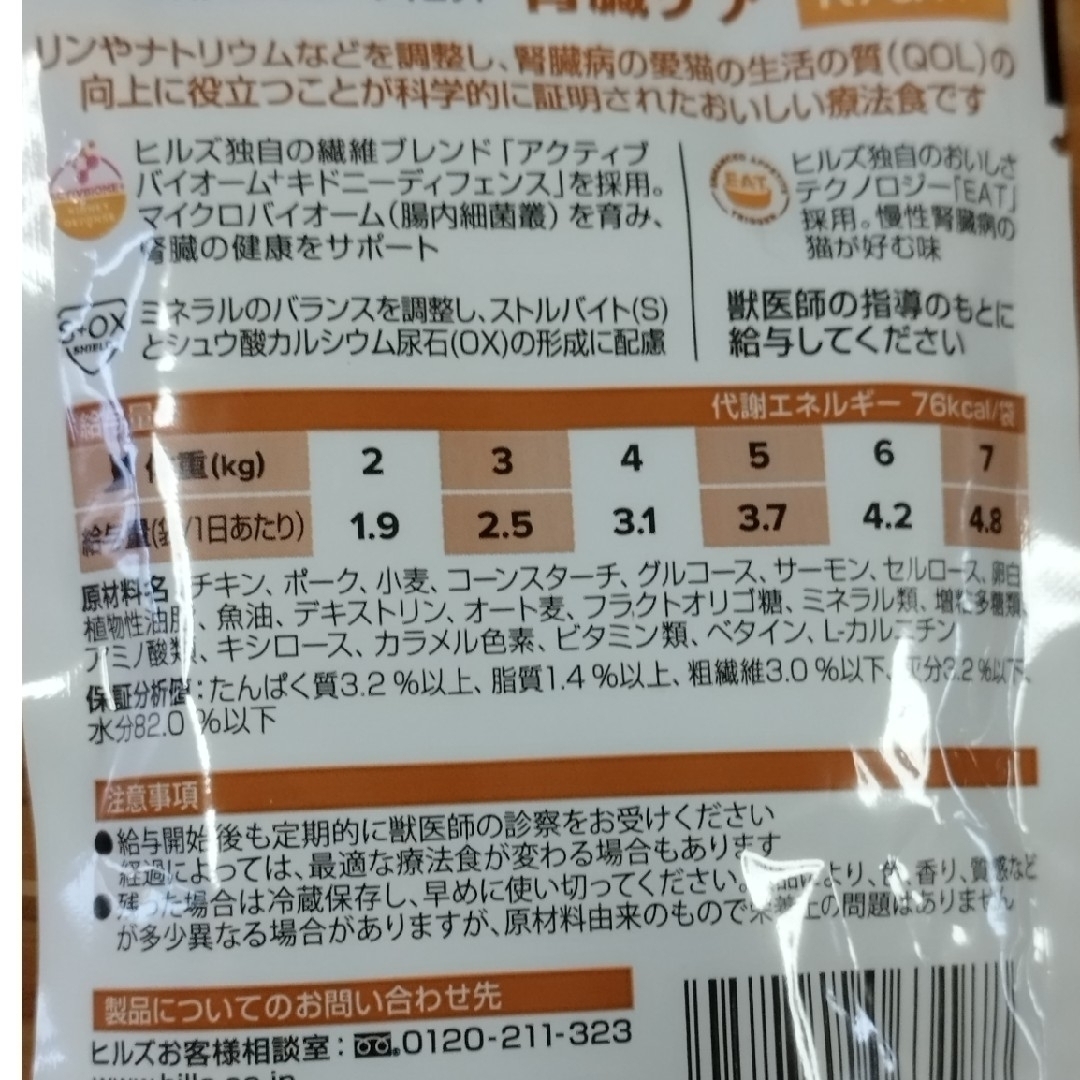 腎臓ケア
リンやナトリウムなどを調整し、腎臓病の愛猫の生活の質(QOL)の
向上に役立つことが科学的に証明されたおいしい療法食です
ヒルズ独自の繊維ブレンド「アクティブ
バイオーム+キドニーディフェンス」を採用。
マイクロバイオーム(腸内細菌叢)を育み、
腎臓の健康をサポート
S+OX
SHIELD
ミネラルのバランスを調整し、ストルバイト(S)
とシュウ酸カルシウム尿石(OX)の形成に配慮
EAT
ヒルズ独自のおいしさ
テクノロジー「EAT」
採用。慢性腎臓病の
猫が好む味
獣医師の指導のもとに
給与してください
給与量 代謝エネルギー 76kcal/袋
体重(kg) 2 3 4 5 6 7
給与量(袋/1日あたり) 1.9 2.5 3.1 3.7 4.2 4.8
原材料名 チキン、ポーク、小麦、コーンスターチ、グルコース、サーモン、セルロース、卵白
植物性油脂、魚油、デキストリン、オート麦、フラクトオリゴ糖、ミネラル類、増粘多糖類、
アミノ酸類、キシロース、カラメル色素、ビタミン類、ベタイン、L-カルニチン
保証分析値:たんぱく質3.2%以上、脂質1.4%以上、粗繊維3.0%以下、灰分3.2%以下、
水分82.0%以下
注意事項
●給与開始後も定期的に獣医師の診察をお受けください
経過によっては、最適な療法食が変わる場合もあります
●残った場合は冷蔵保存し、早めに使い切ってください。 より、色、香り、質感など
が多少異なる場合がありますが、原材料由来のもので栄養上の問題はありません
製品についてのお問い合わせ先
ヒルズお客様相談室: 0120-211-323